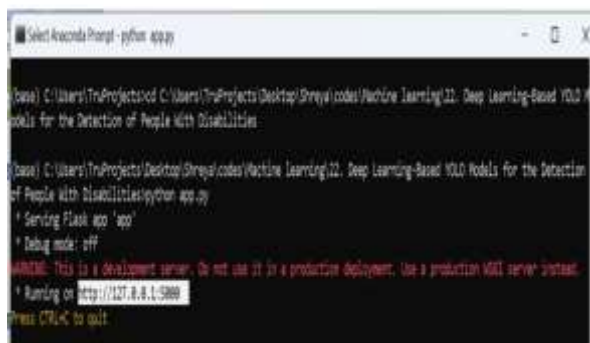 Select Anaconda Prompt - python app.py
(base) C:\Users\TruProjects>cd C:\Users\TruProjects\Desktop\Shreya\codes\Machine learning\22. Deep Learning-Based YOLO M
odels for the Detection of People With Disabilities
(base) C:\Users\TruProjects\Desktop\Shreya\codes\Machine learning\22. Deep Learning-Based YOLO Models for the Detection
of People With Disabilities>python app.py
* Serving Flask app 'app'
* Debug mode: off
WARNING: This is a development server. Do not use it in a production deployment. Use a production WSGI server instead.
* Running on http://127.0.0.1:5000
Press CTRL+C to quit